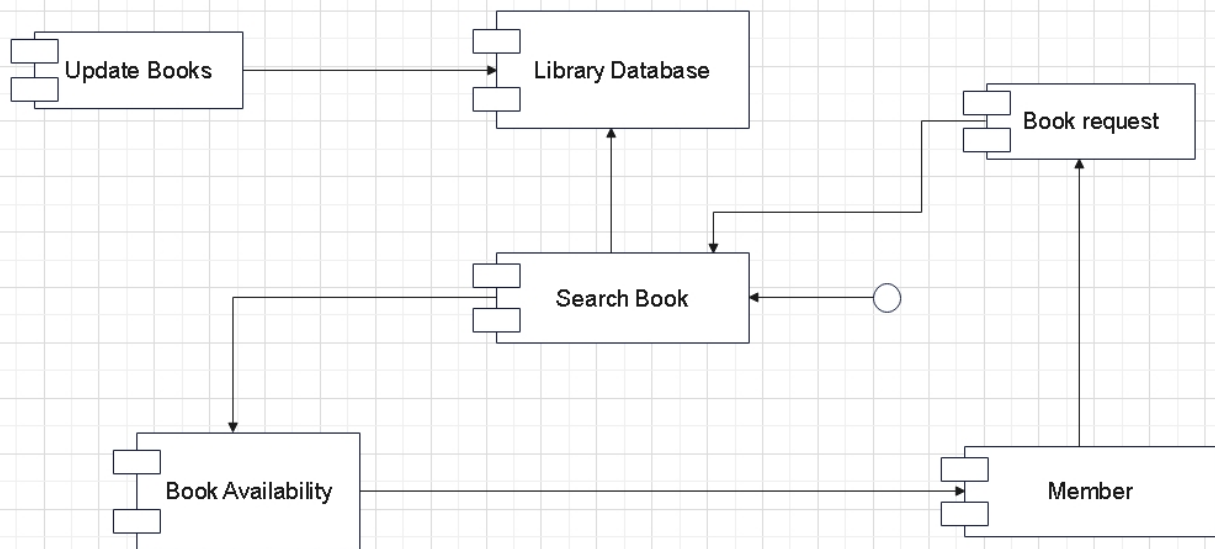 Update Books
Library Database
Book request
Search Book
Book Availability
Member